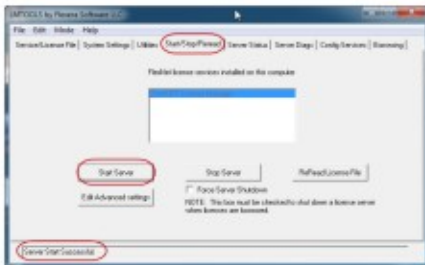 LMTOOLS by Flexera Software LLC
File Edit Mode Help
Service/License File | System Settings | Utilities | Start/Stop/Reread | Server Status | Server Diags | Config Services | Borrowing
FlexNet license services installed on this computer
Start Server
Stop Server
ReRead License File
Edit Advanced settings
Force Server Shutdown
NOTE: This box must be checked to shut down a license server
when licenses are borrowed.
Server Start Successful.